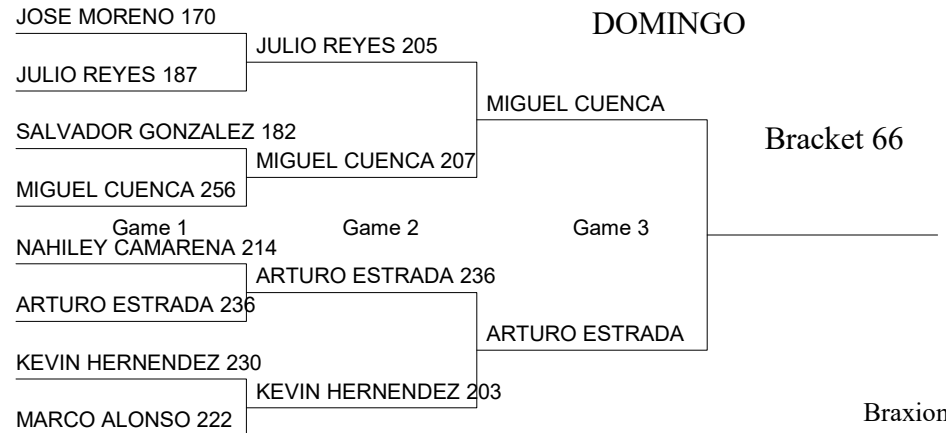 JOSE MORENO 170
DOMINGO
JULIO REYES 205
JULIO REYES 187
MIGUEL CUENCA
SALVADOR GONZALEZ 182
Bracket 66
MIGUEL CUENCA 207
MIGUEL CUENCA 256
Game 1
Game 2
Game 3
NAHILEY CAMARENA 214
ARTURO ESTRADA 236
ARTURO ESTRADA 236
ARTURO ESTRADA
KEVIN HERNENDEZ 230
KEVIN HERNENDEZ 203
MARCO ALONSO 222
Braxion